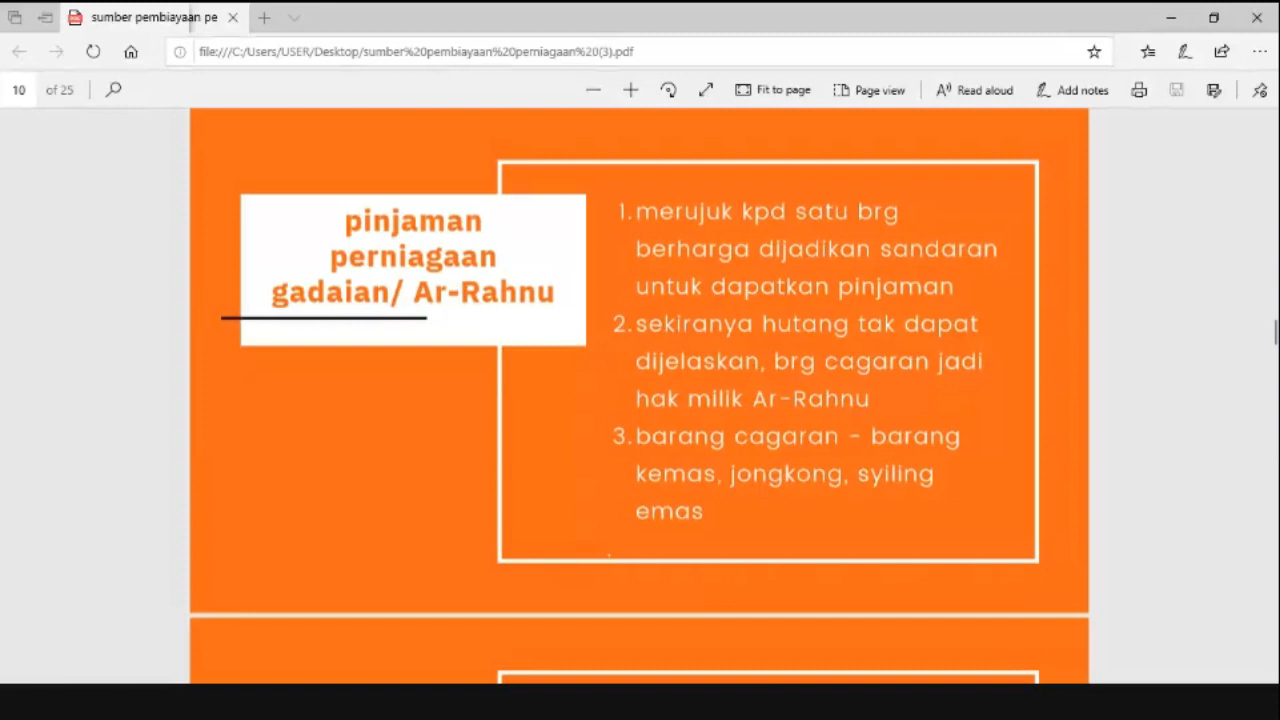 sumber pembiayaan pe
file:///C:/Users/USER/Desktop/sumber%20pembiayaan%20perniagaan%20(3).pdf
10 of 25
Fit to page
Page view
Read aloud
Add notes
pinjaman
perniagaan
gadaian/ Ar-Rahnu
1. merujuk kpd satu brg
berharga dijadikan sandaran
untuk dapatkan pinjaman
2. sekiranya hutang tak dapat
dijelaskan, brg cagaran jadi
hak milik Ar-Rahnu
3. barang cagaran - barang
kemas, jongkong, syiling
emas